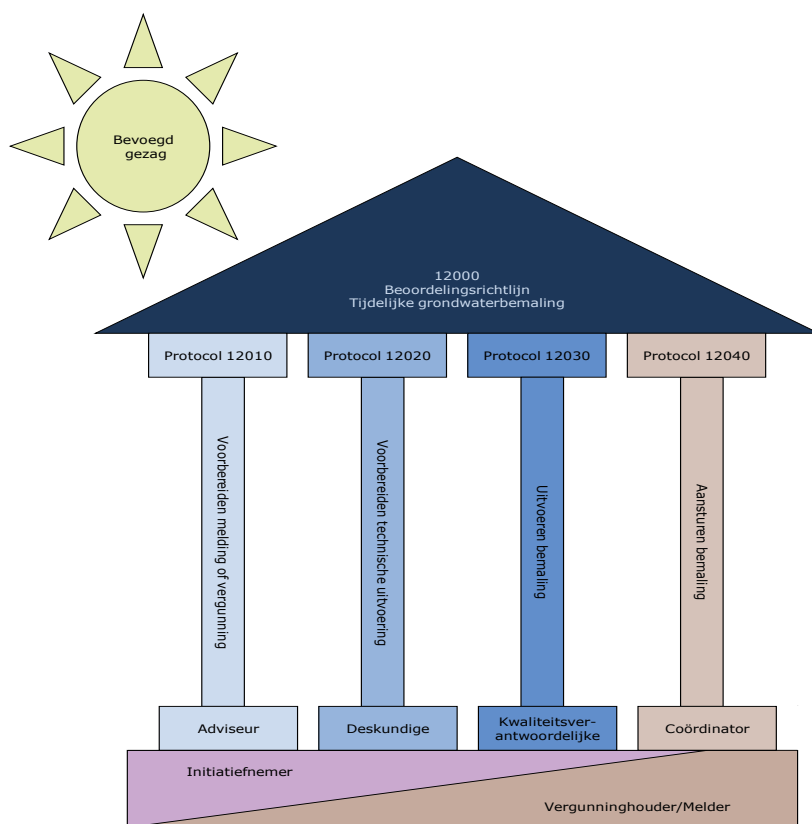 Bevoegd
gezag
12000
Beoordelingsrichtlijn
Tijdelijke grondwaterbemaling
Protocol 12010
Protocol 12020
Protocol 12030
Protocol 12040
Voorbereiden melding of vergunning
Voorbereiden technische uitvoering
Uitvoeren bemaling
Aansturen bemaling
Adviseur
Deskundige
Kwaliteitsver-
antwoordelijke
Coördinator
Initiatiefnemer
Vergunninghouder/Melder